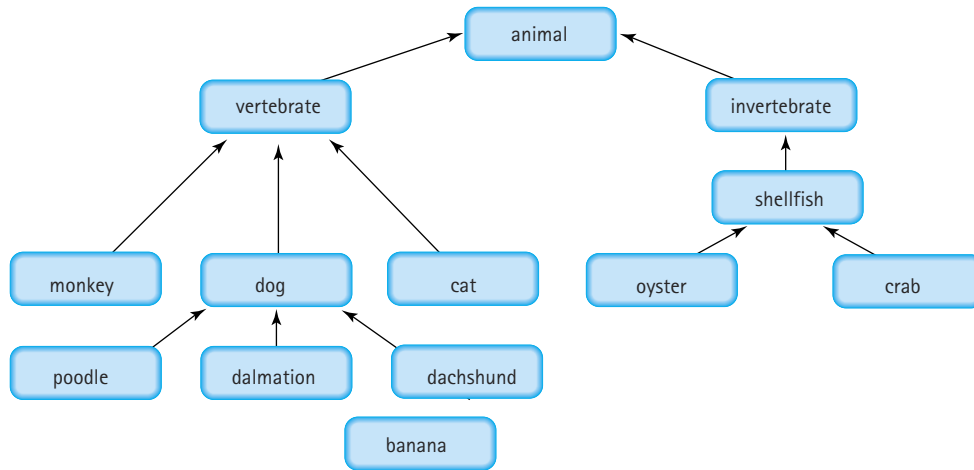 animal
vertebrate
invertebrate
shellfish
monkey
dog
cat
oyster
crab
poodle
dalmation
dachshund
banana